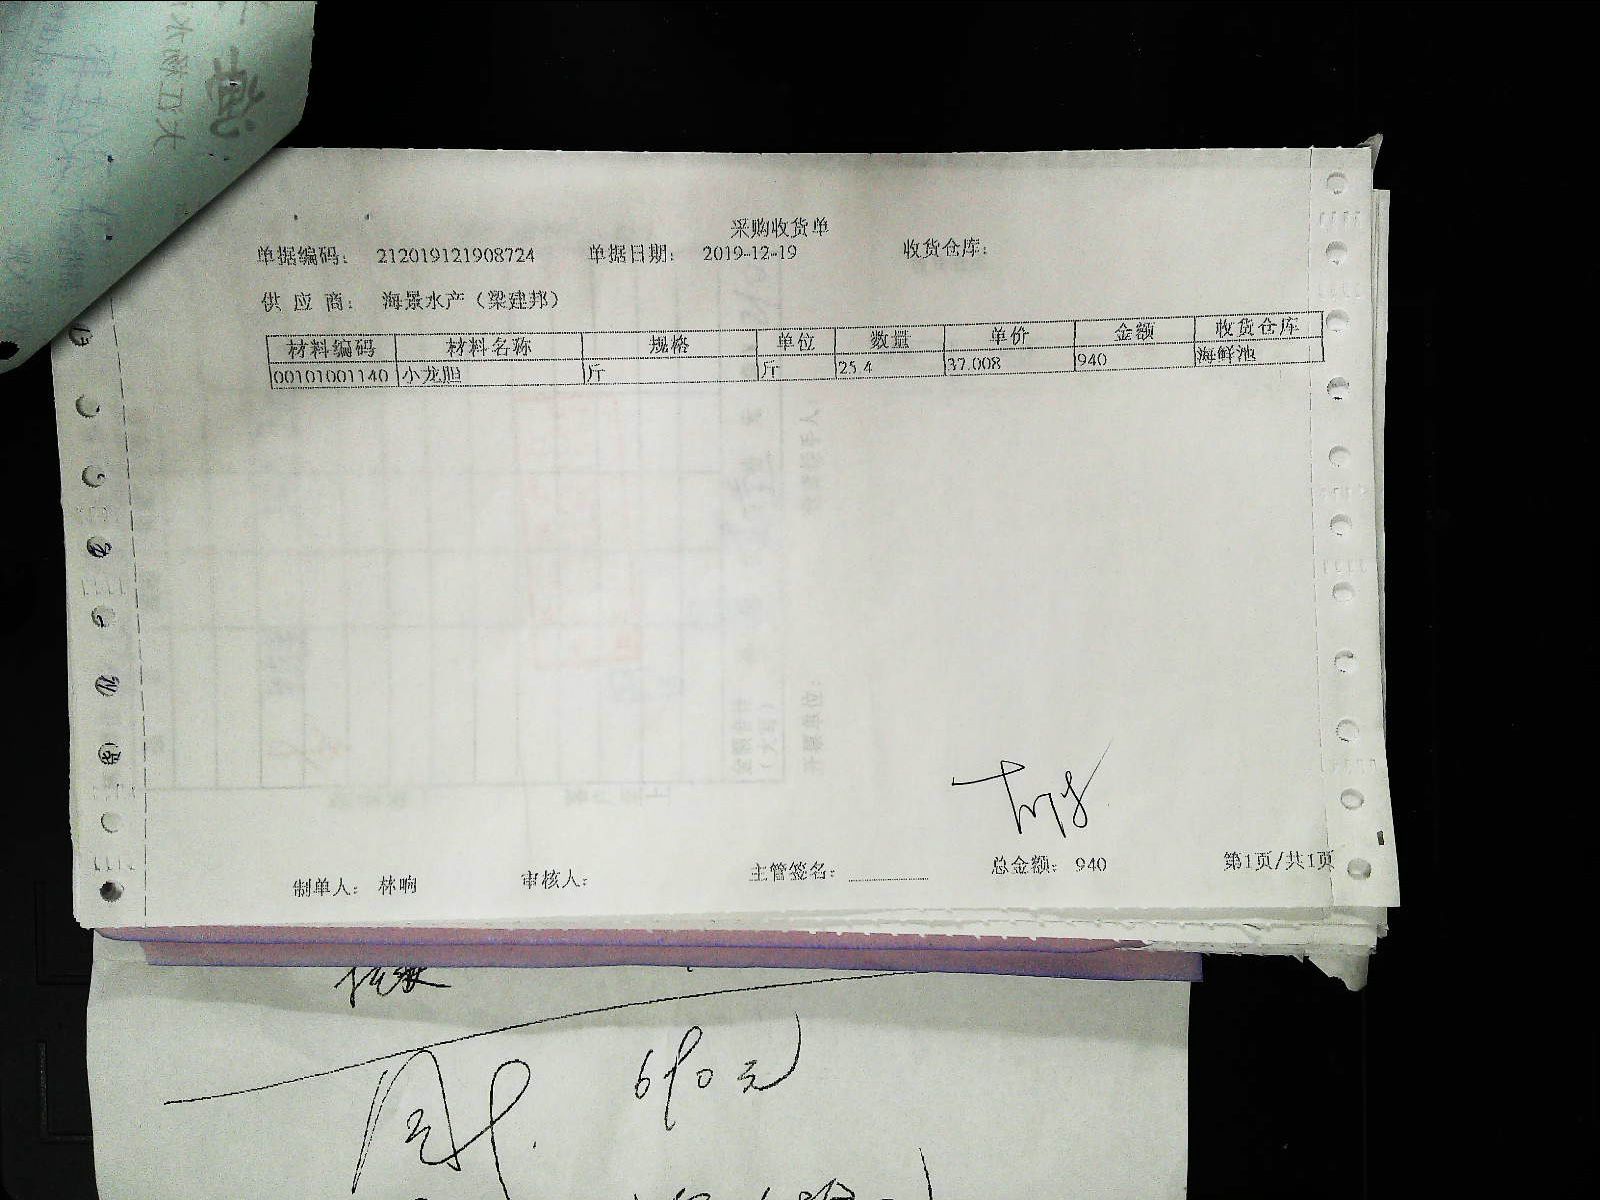 采购收货单
单据编码: 212019121908724 单据日期: 2019-12-19 收货仓库:
供应商: 海景水产（梁建邦）
材料编码 材料名称 规格 单位 数量 单价 金额 收货仓库
00101001140 小龙胆 斤 斤 25.4 37.008 940 海鲜池
制单人: 林响 审核人: 主管签名: 总金额: 940 第1页/共1页
690元